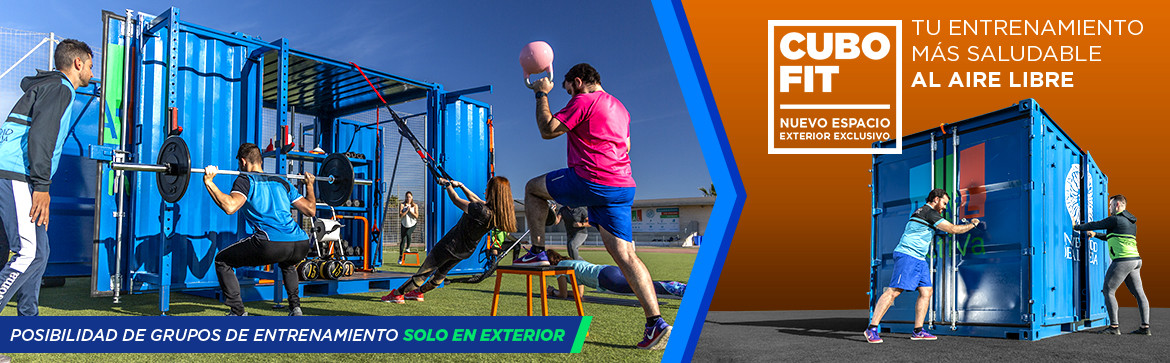 POSIBILIDAD DE GRUPOS DE ENTRENAMIENTO SOLO EN EXTERIOR
CUBO
FIT
NUEVO ESPACIO
EXTERIOR EXCLUSIVO
TU ENTRENAMIENTO
MÁS SALUDABLE
AL AIRE LIBRE